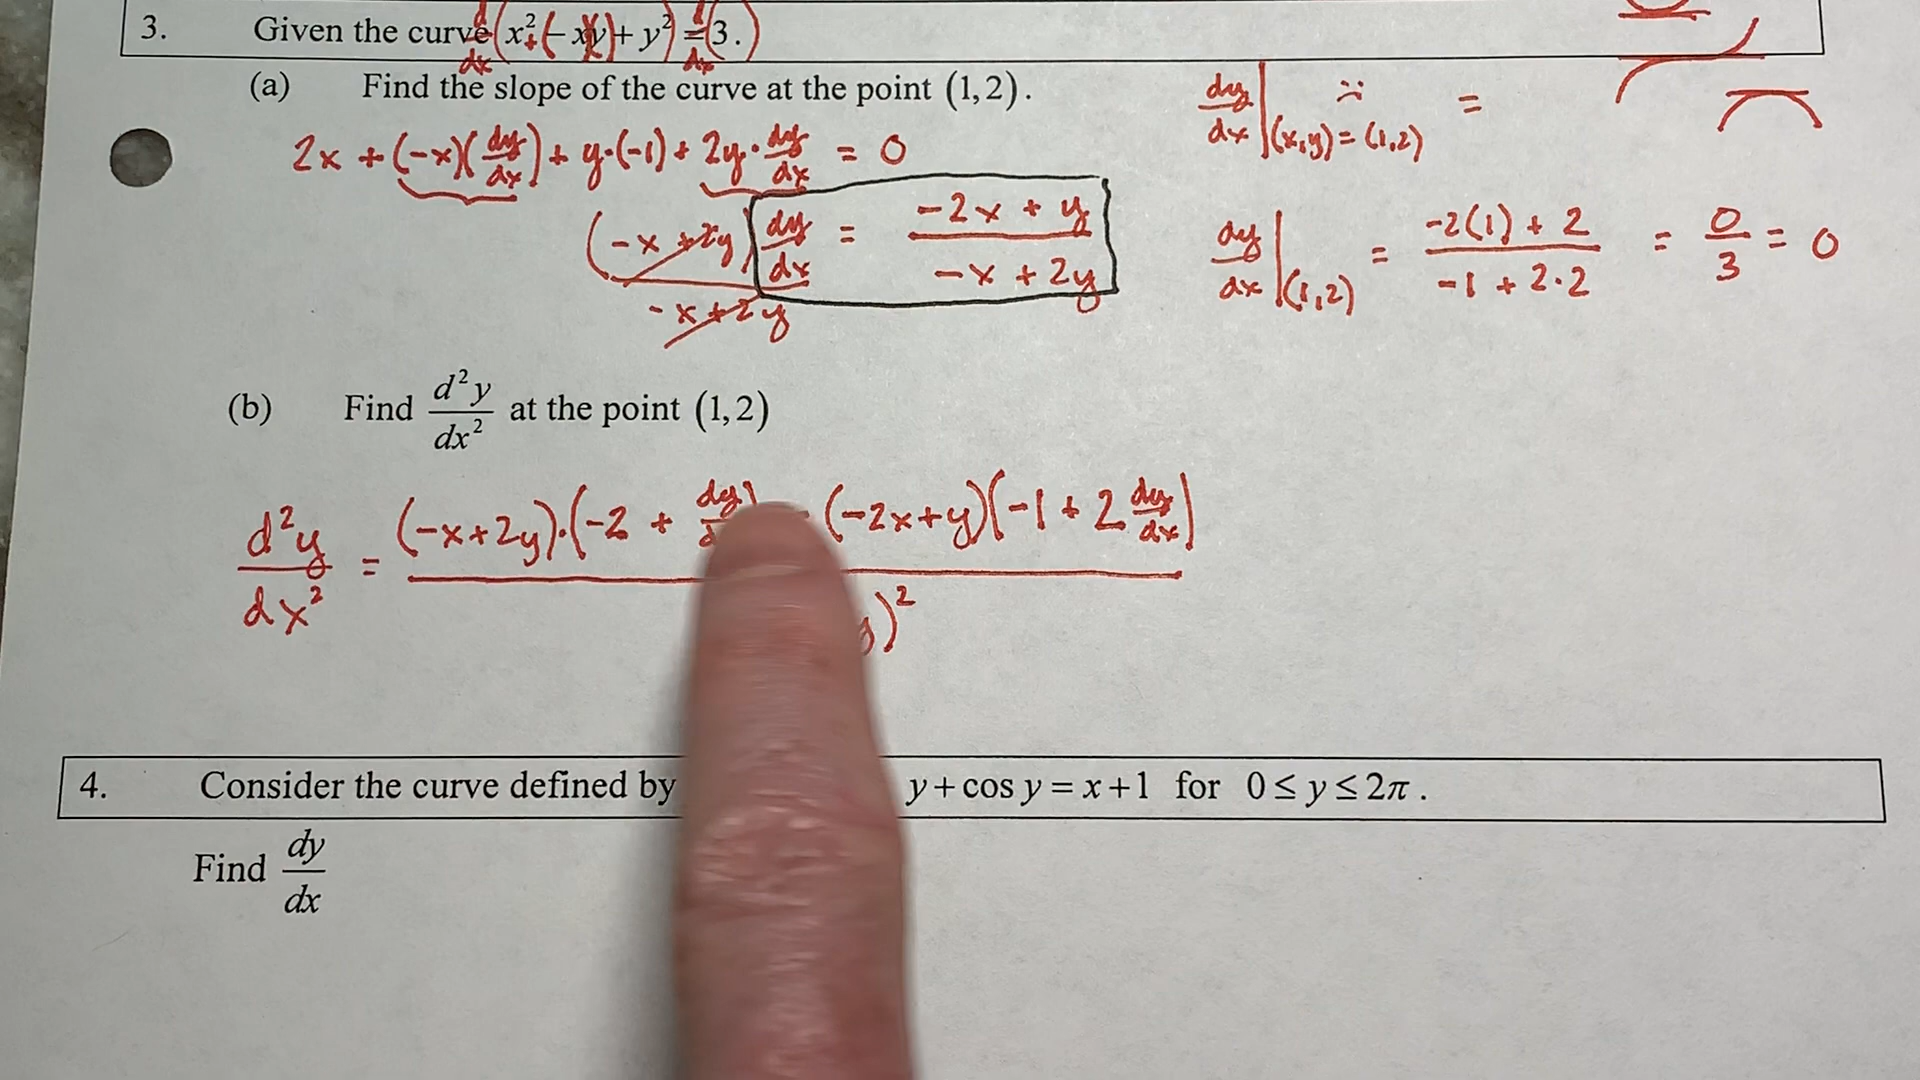 3. Given the curve d/dx (x² + (-xy) + y²) = d/dx (3.)
(a) Find the slope of the curve at the point (1,2).
dy/dx |(x,y)=(1,2) =
2x + (-x)(dy/dx) + y·(-1) + 2y·dy/dx = 0
(-x+2y) dy/dx = -2x + y / -x + 2y
-x+2y
dy/dx |(1,2) = -2(1) + 2 / -1 + 2·2 = 0/3 = 0
(b) Find d²y/dx² at the point (1,2)
d²y/dx² = (-x+2y)·(-2 + dy - (-2x+y)(-1 + 2 dy/dx) / )²
4. Consider the curve defined by y + cos y = x + 1 for 0 ≤ y ≤ 2π.
Find dy/dx